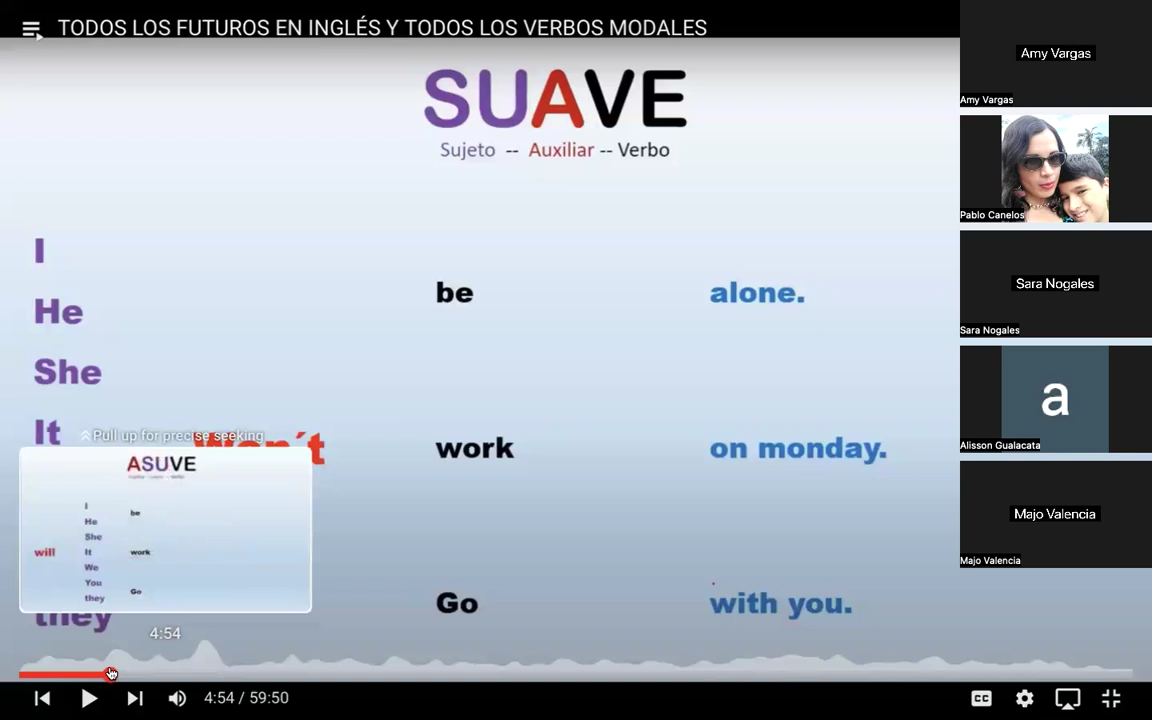 TODOS LOS FUTUROS EN INGLÉS Y TODOS LOS VERBOS MODALES
SUAVE
Sujeto -- Auxiliar -- Verbo
I
He
She
It
they
Won´t
be
work
Go
alone.
on monday.
with you.
Pull up for precise seeking
ASUVE
will
I
He
She
It
We
You
they
be
work
Go
4:54
4:54 / 59:50
CC
Amy Vargas
Amy Vargas
Pablo Canelos
Sara Nogales
Sara Nogales
a
Alisson Gualacata
Majo Valencia
Majo Valencia